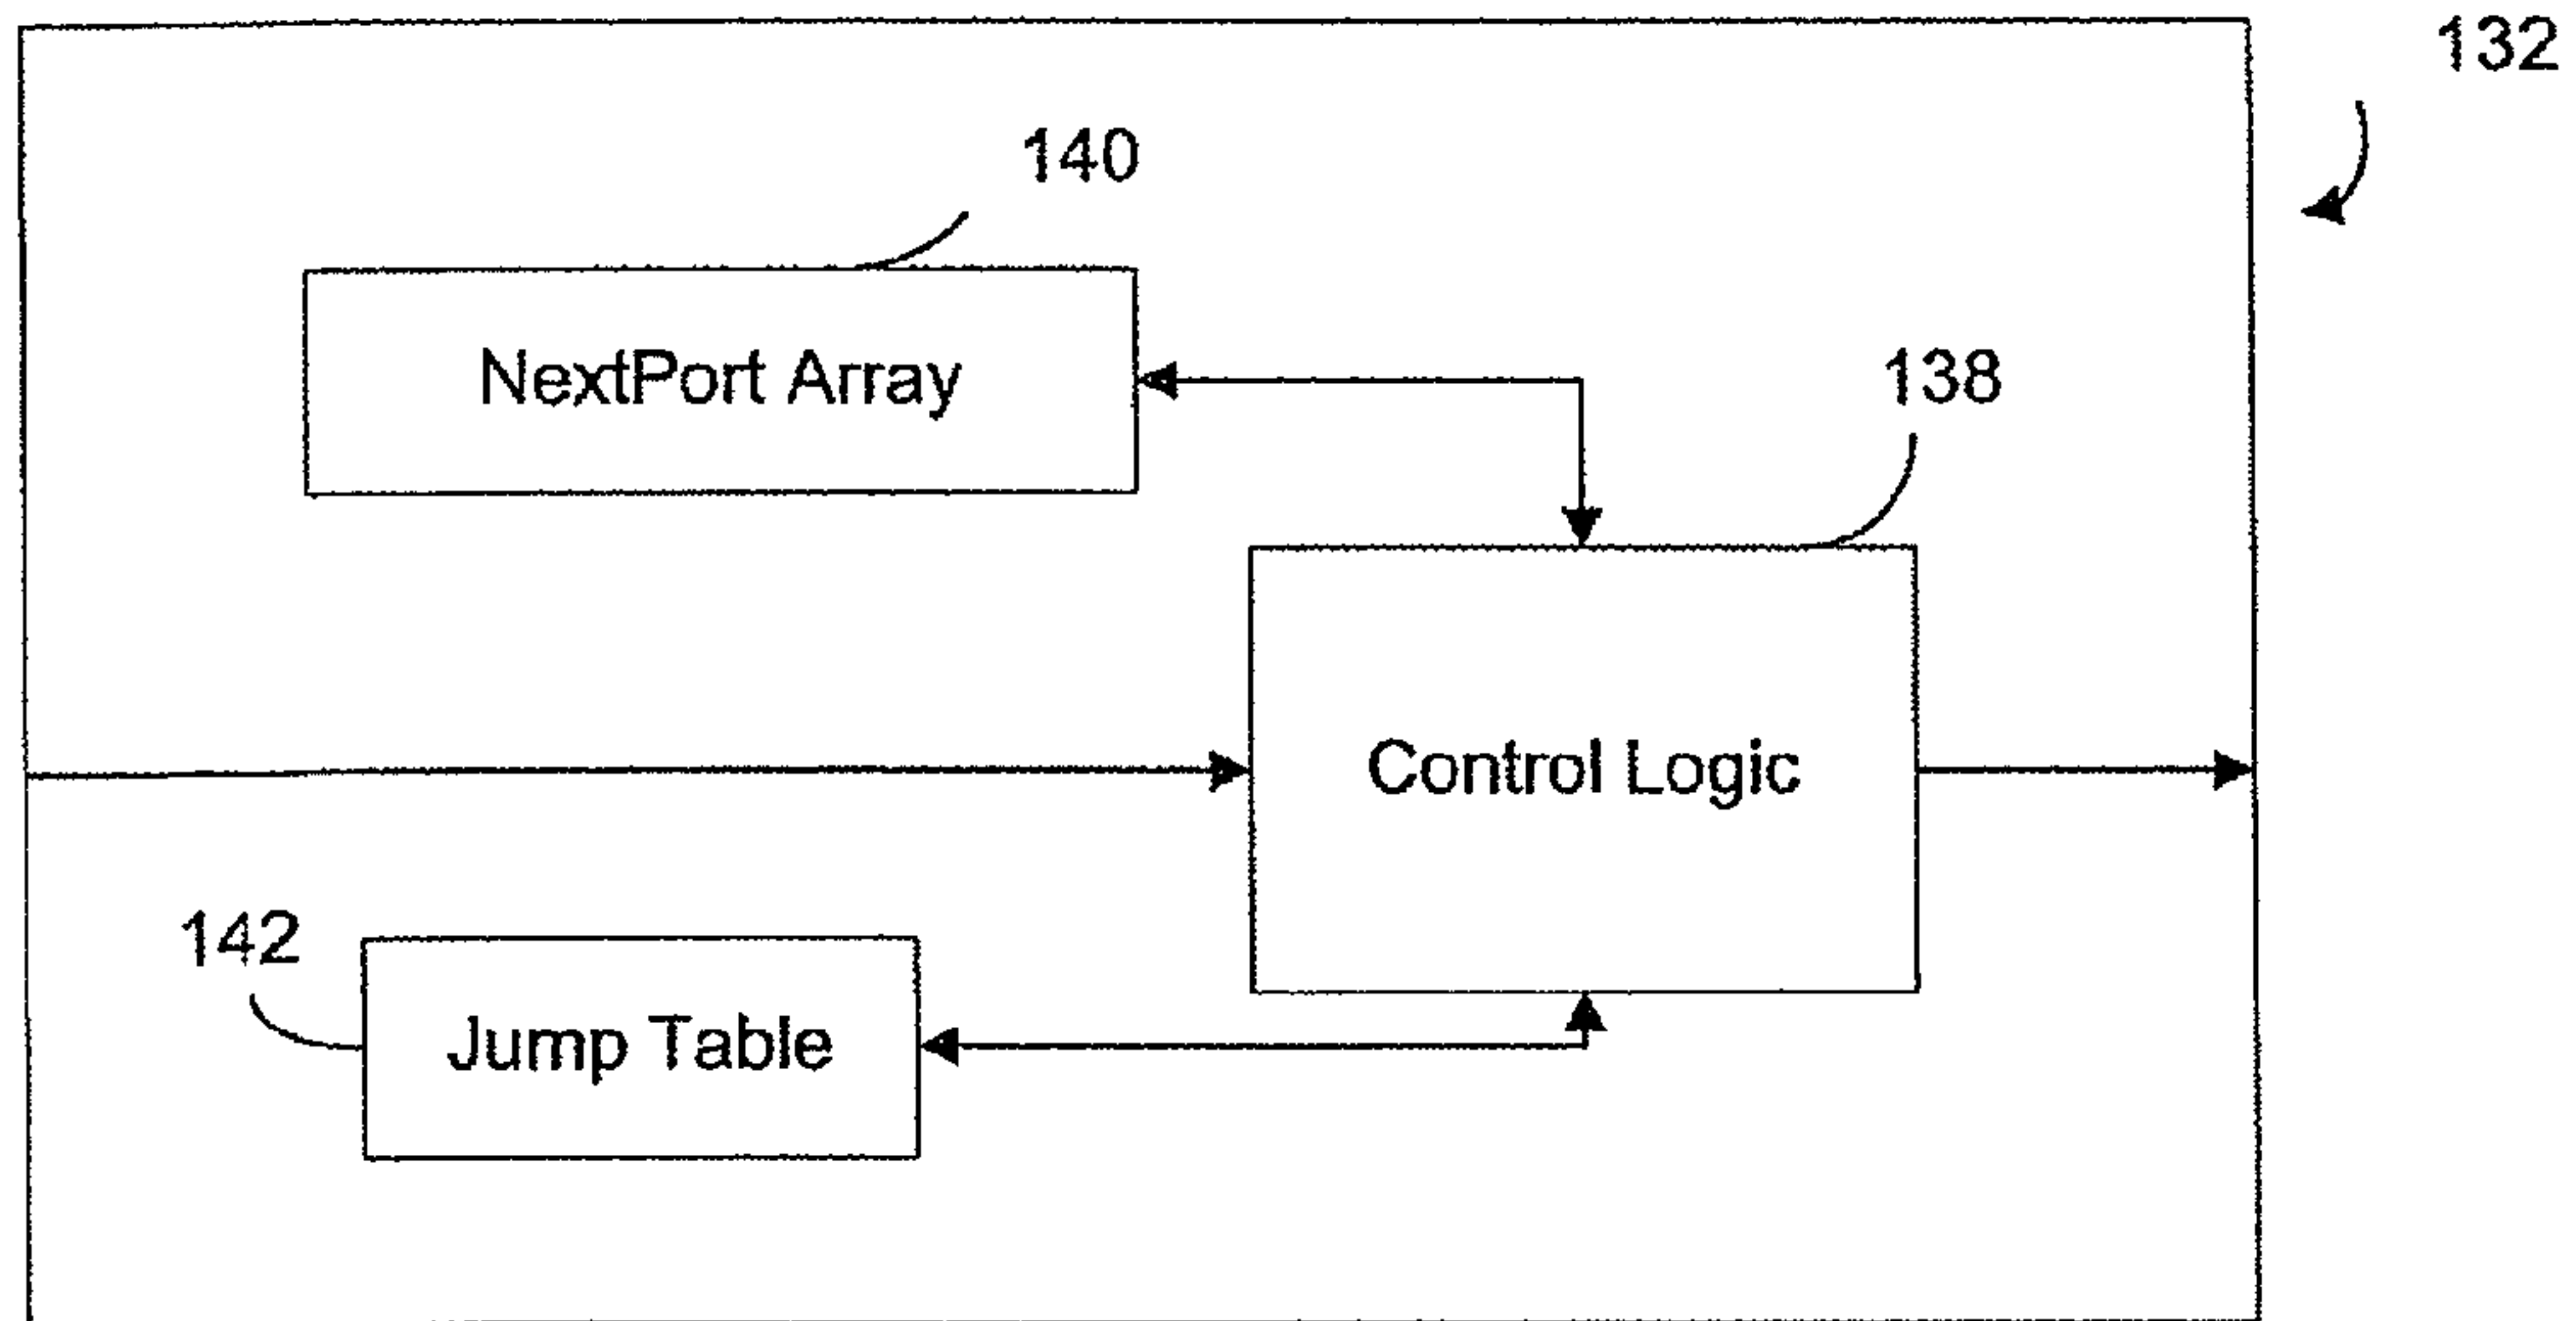 132
140
NextPort Array
138
Control Logic
142
Jump Table